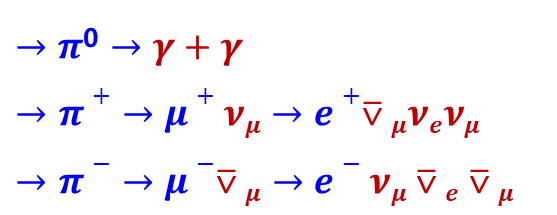 → π⁰ → γ + γ
→ π⁺ → μ⁺ ν_μ → e⁺ ν̅_μ ν_e ν_μ
→ π⁻ → μ⁻ ν̅_μ → e⁻ ν_μ ν̅_e ν̅_μ